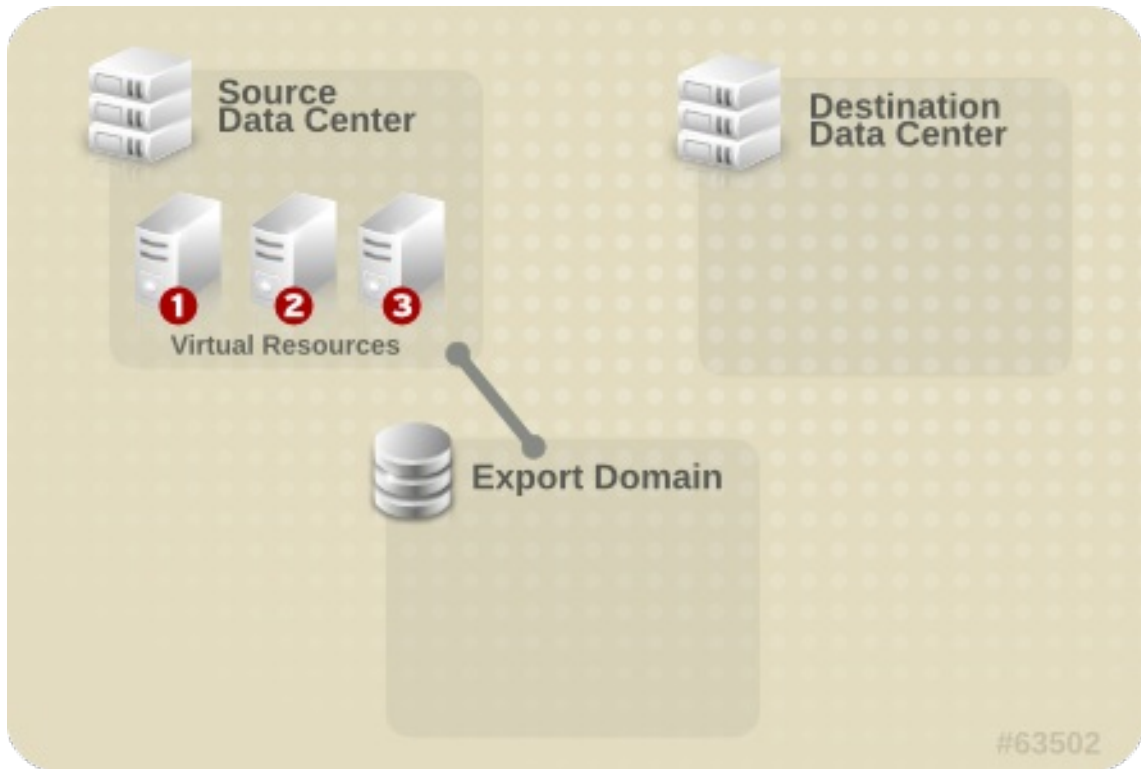 Source
Data Center
Destination
Data Center
1
2
3
Virtual Resources
Export Domain
#63502